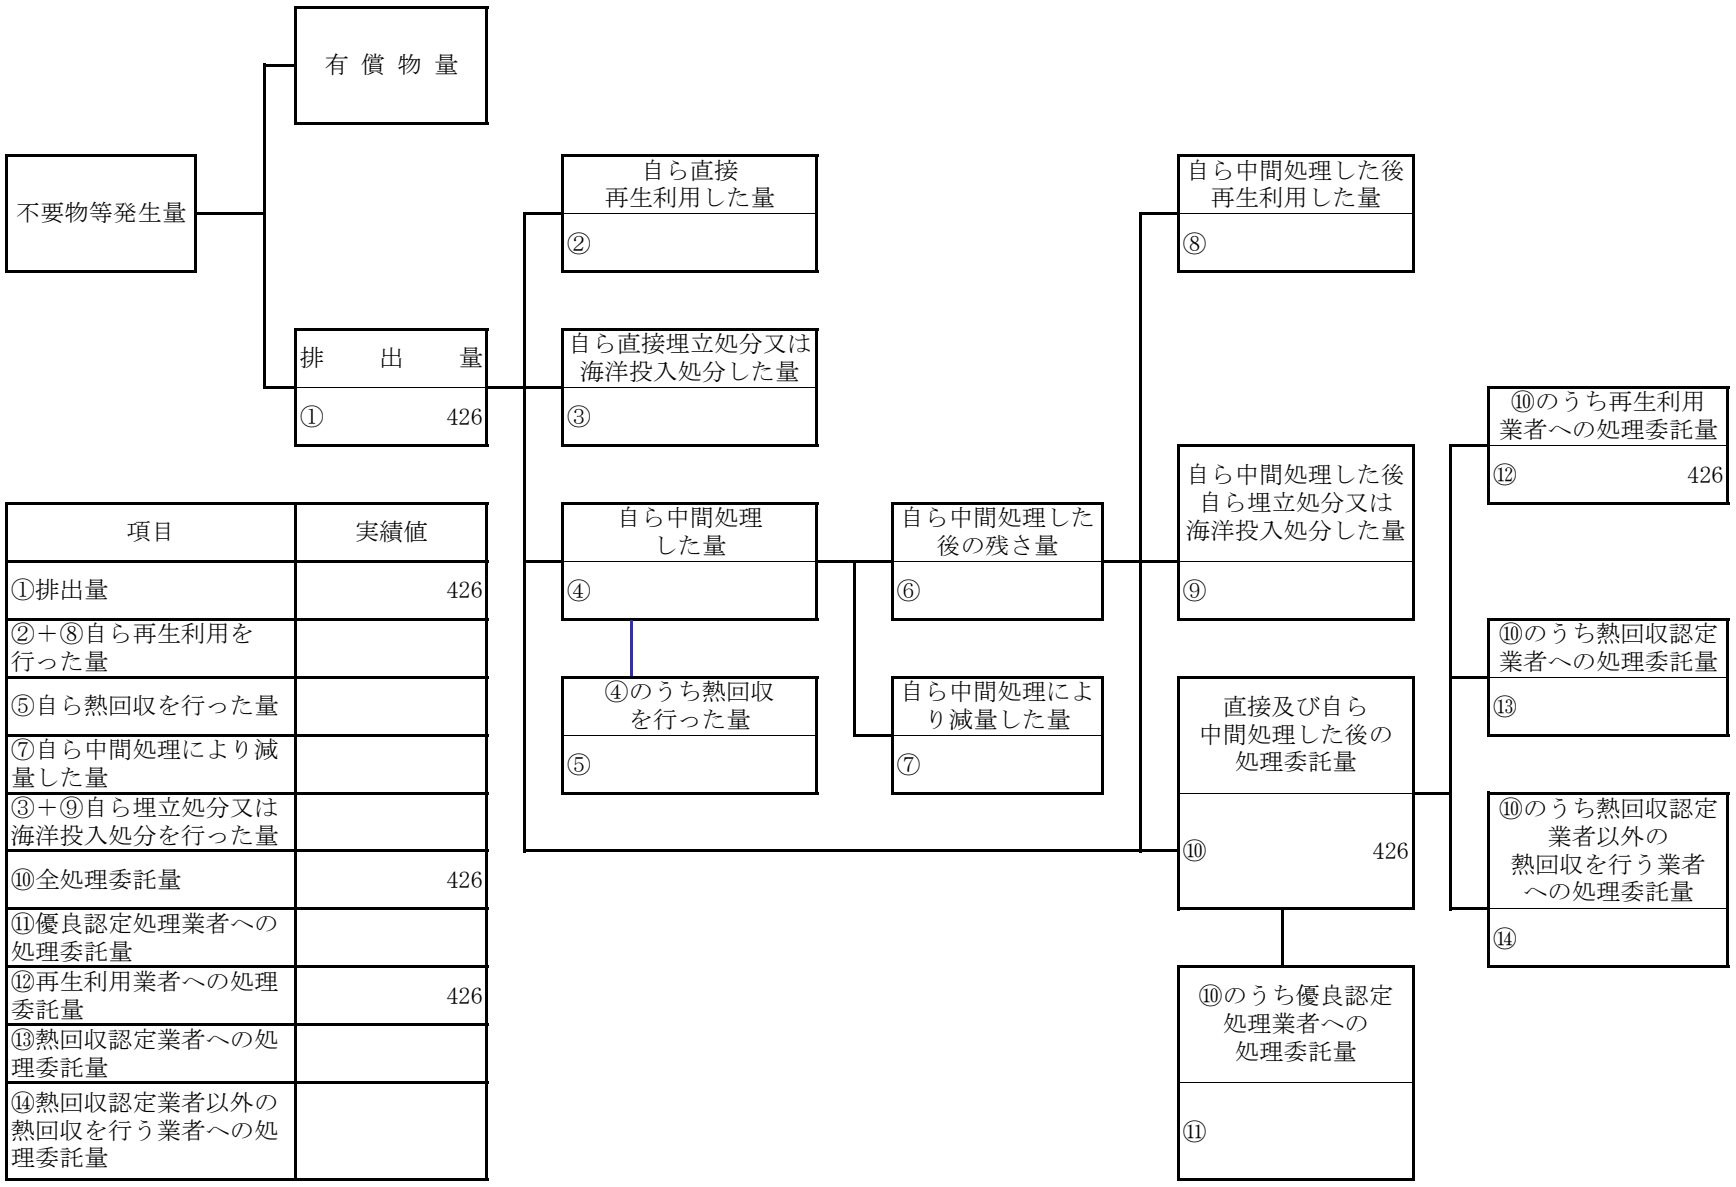 有償物量
不要物等発生量
自ら直接
再生利用した量
②
自ら中間処理した後
再生利用した量
⑧
排出量
① 426
自ら直接埋立処分又は
海洋投入処分した量
③
⑩のうち再生利用
業者への処理委託量
⑫ 426
自ら中間処理
した量
④
自ら中間処理した
後の残さ量
⑥
自ら中間処理した後
自ら埋立処分又は
海洋投入処分した量
⑨
⑩のうち熱回収認定
業者への処理委託量
⑬
④のうち熱回収
を行った量
⑤
自ら中間処理によ
り減量した量
⑦
直接及び自ら
中間処理した後の
処理委託量
⑩ 426
⑩のうち熱回収認定
業者以外の
熱回収を行う業者
への処理委託量
⑭
⑩のうち優良認定
処理業者への
処理委託量
⑪
項目 実績値
①排出量 426
②＋⑧自ら再生利用を
行った量
⑤自ら熱回収を行った量
⑦自ら中間処理により減
量した量
③＋⑨自ら埋立処分又は
海洋投入処分を行った量
⑩全処理委託量 426
⑪優良認定処理業者への
処理委託量
⑫再生利用業者への処理
委託量 426
⑬熱回収認定業者への処
理委託量
⑭熱回収認定業者以外の
熱回収を行う業者への処
理委託量